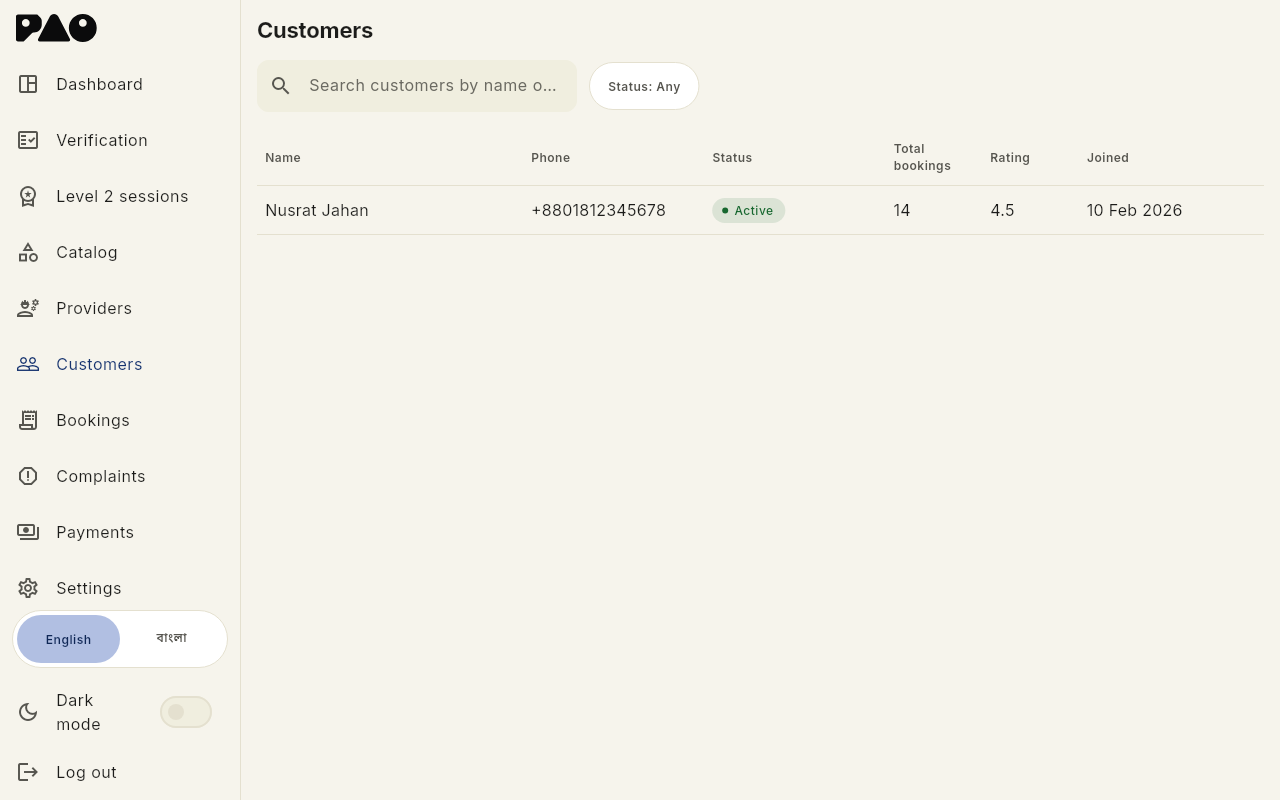 PAO
Dashboard
Verification
Level 2 sessions
Catalog
Providers
Customers
Bookings
Complaints
Payments
Settings
English
বাংলা
Dark
mode
Log out
Customers
Search customers by name o...
Status: Any
Name
Phone
Status
Total
bookings
Rating
Joined
Nusrat Jahan
+8801812345678
Active
14
4.5
10 Feb 2026